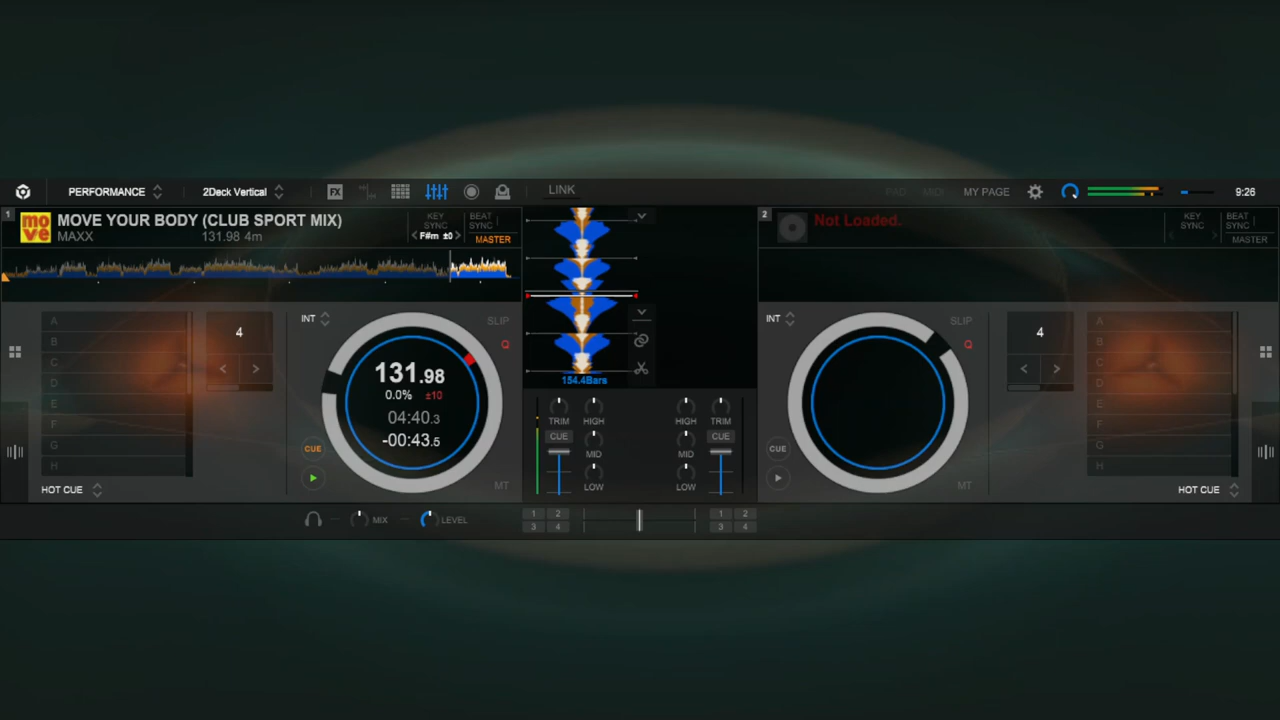 PERFORMANCE 2Deck Vertical FX LINK PAD MIDI MY PAGE 9:26
1 move MOVE YOUR BODY (CLUB SPORT MIX) KEY SYNC BEAT SYNC
MAXX 131.98 4m F#m ±0 MASTER
2 Not Loaded. KEY SYNC BEAT SYNC MASTER
INT SLIP
A
B
C
D
E
F
G
H
4
Q
131.98
0.0% ±10
04:40.3
-00:43.5
CUE
MT
HOT CUE
154.4Bars
TRIM HIGH HIGH TRIM
CUE CUE
MID MID
LOW LOW
INT SLIP
Q
4
CUE
MT
A
B
C
D
E
F
G
H
HOT CUE
MIX LEVEL
1 2 1 2
3 4 3 4